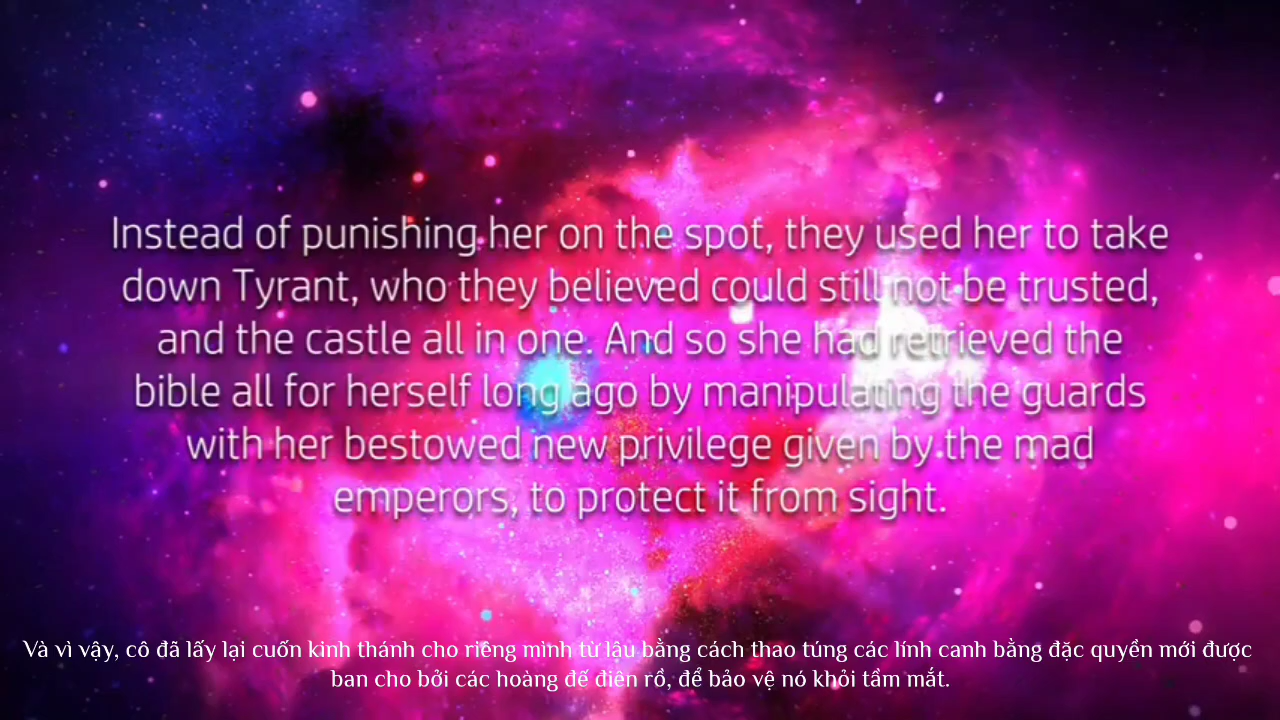 Instead of punishing her on the spot, they used her to take
down Tyrant, who they believed could still not be trusted,
and the castle all in one. And so she had retrieved the
bible all for herself long ago by manipulating the guards
with her bestowed new privilege given by the mad
emperors, to protect it from sight.
Và vì vậy, cô đã lấy lại cuốn kinh thánh cho riêng mình từ lâu bằng cách thao túng các lính canh bằng đặc quyền mới được
ban cho bởi các hoàng đế điên rồ, để bảo vệ nó khỏi tầm mắt.